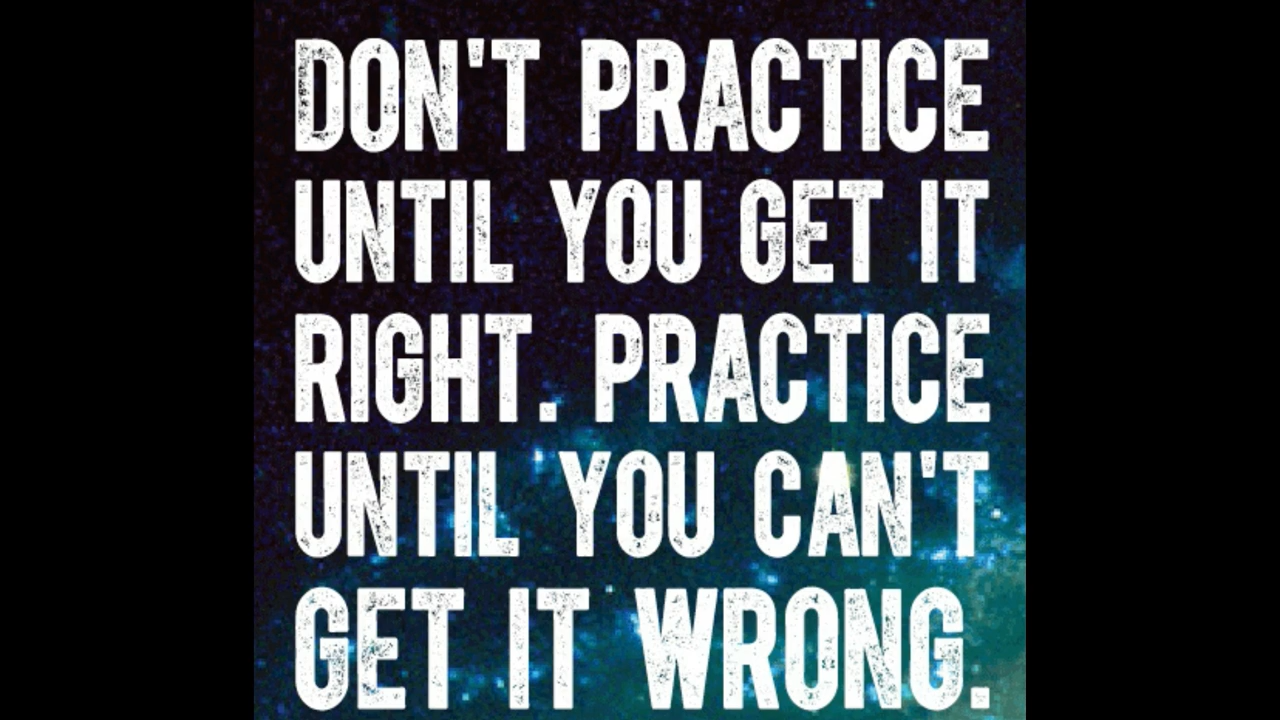 DON'T PRACTICE
UNTIL YOU GET IT
RIGHT. PRACTICE
UNTIL YOU CAN'T
GET IT WRONG.